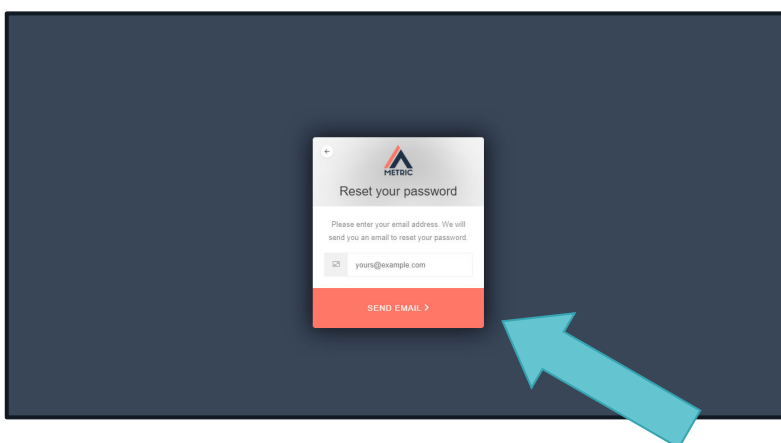 METRIC
Reset your password
Please enter your email address. We will
send you an email to reset your password.
yours@example.com
SEND EMAIL >